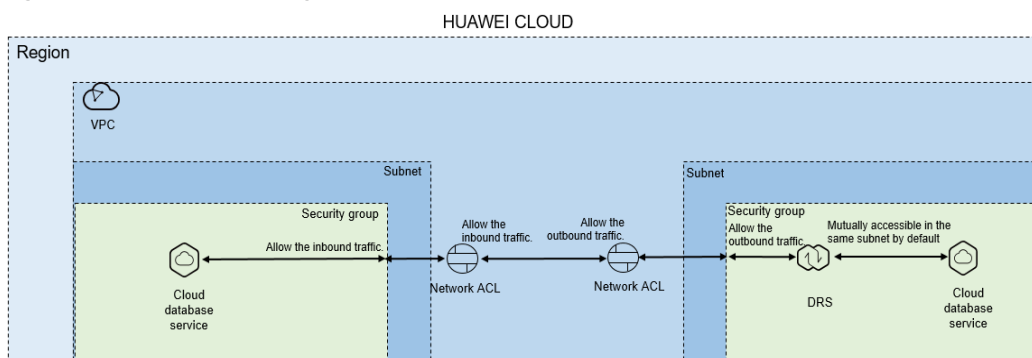 HUAWEI CLOUD
Region
VPC
Subnet
Subnet
Security group
Security group
Allow the inbound traffic.
Allow the
inbound traffic.
Allow the
outbound traffic.
Allow the
outbound traffic.
Mutually accessible in the
same subnet by default
Cloud
database
service
Network ACL
Network ACL
DRS
Cloud
database
service